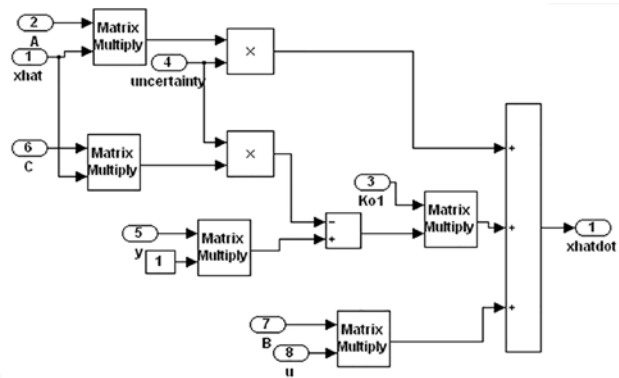 2
A
1
xhat
Matrix
Multiply
4
uncertainty
×
6
C
Matrix
Multiply
×
3
Ko1
5
y
1
Matrix
Multiply
−
+
Matrix
Multiply
+
+
+
1
xhatdot
7
B
8
u
Matrix
Multiply